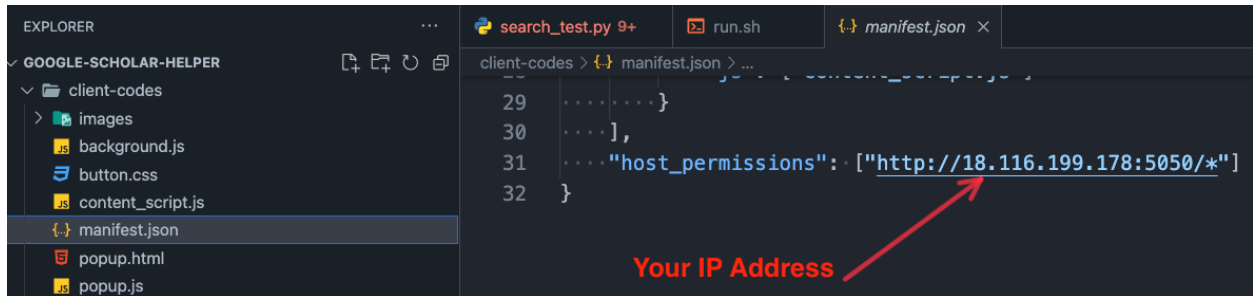 EXPLORER ...
GOOGLE-SCHOLAR-HELPER
client-codes
images
background.js
button.css
content_script.js
manifest.json
popup.html
popup.js
search_test.py 9+ run.sh {..} manifest.json ×
client-codes > {..} manifest.json > ...
29 }
30 ],
31 "host_permissions": ["http://18.116.199.178:5050/*"]
32 }
Your IP Address